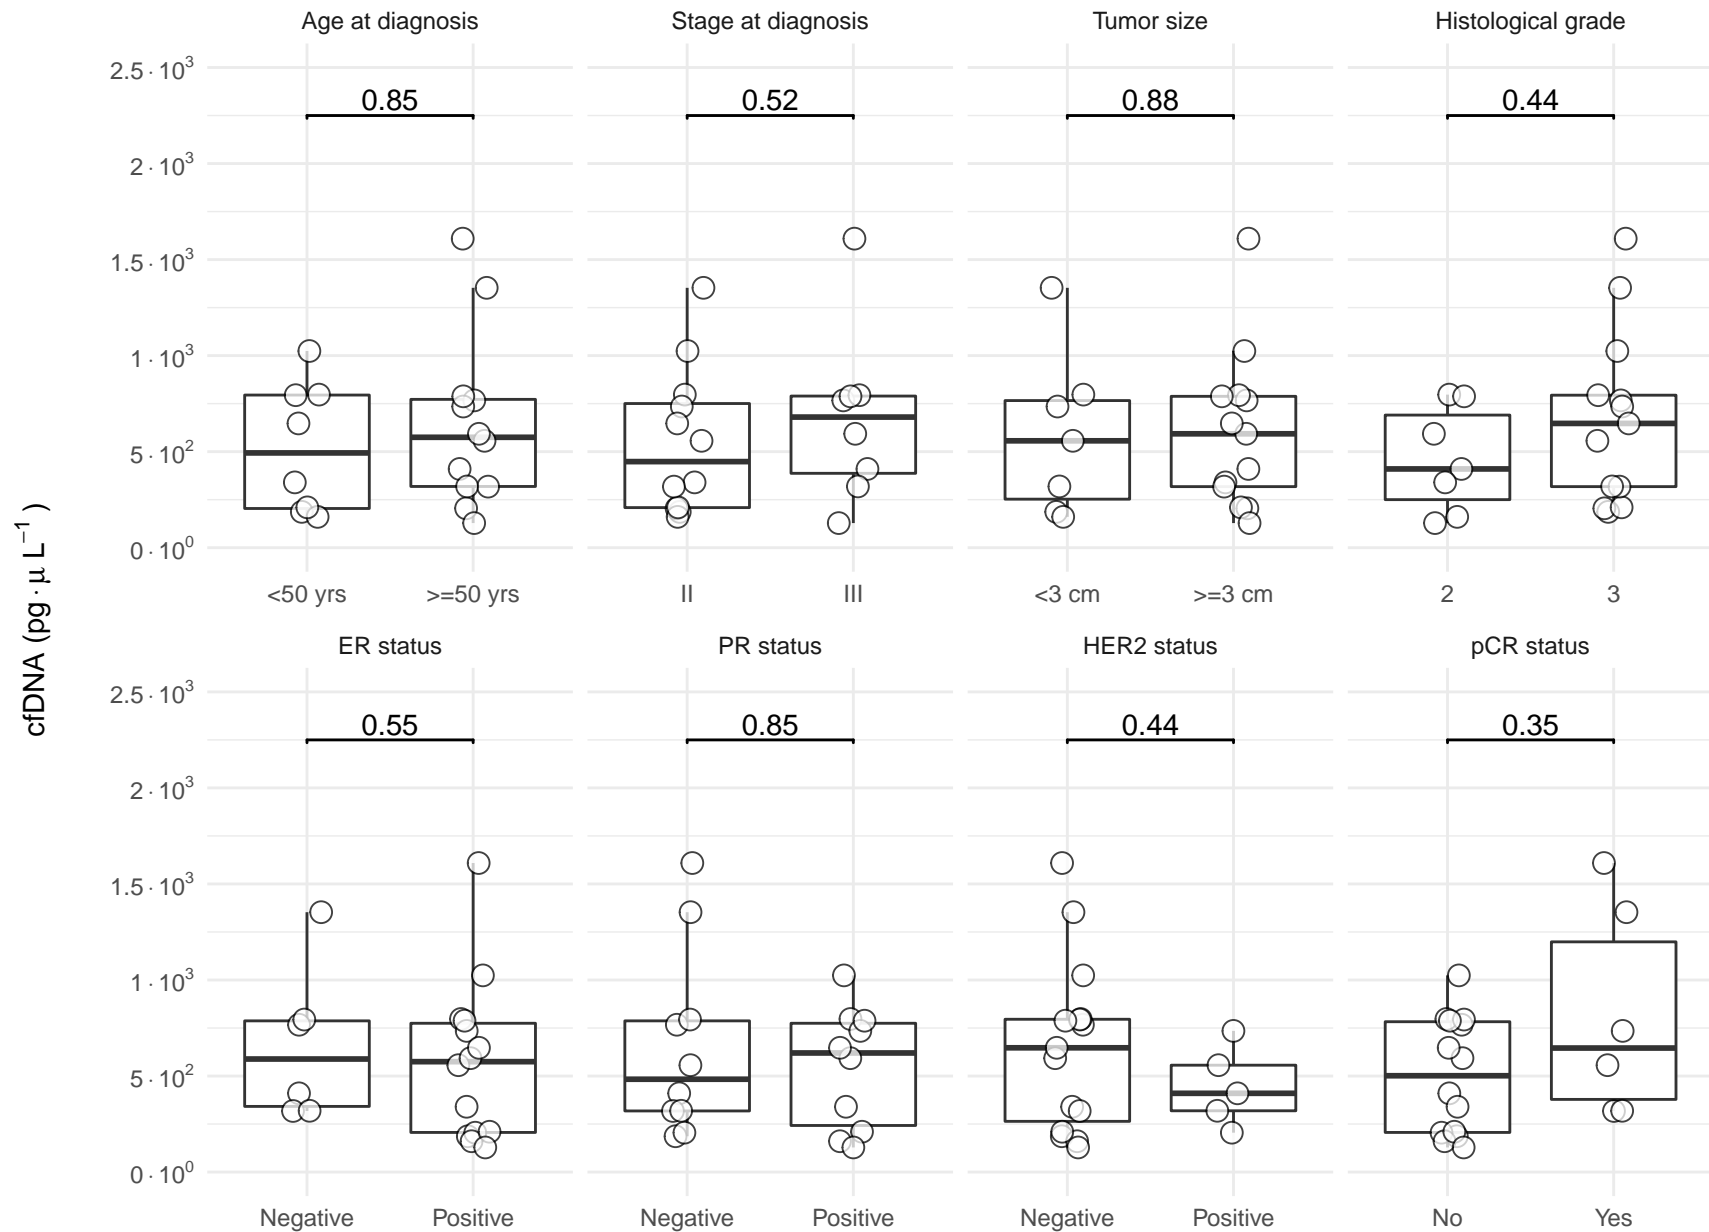 Age at diagnosis Stage at diagnosis Tumor size Histological grade
2.5·10³
0.85 0.52 0.88 0.44
2·10³
1.5·10³
1·10³
5·10²
0·10⁰
<50 yrs >=50 yrs II III <3 cm >=3 cm 2 3
cfDNA (pg·μ L⁻¹)
ER status PR status HER2 status pCR status
2.5·10³
0.55 0.85 0.44 0.35
2·10³
1.5·10³
1·10³
5·10²
0·10⁰
Negative Positive Negative Positive Negative Positive No Yes